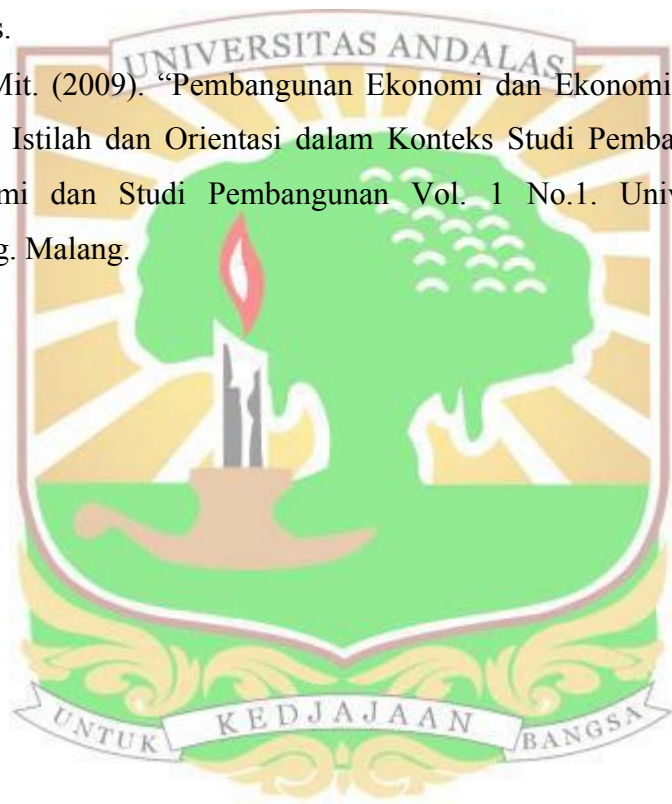 s.
UNIVERSITAS ANDALAS
Mit. (2009). “Pembangunan Ekonomi dan Ekonomi
Istilah dan Orientasi dalam Konteks Studi Pemba
mi dan Studi Pembangunan Vol. 1 No.1. Univ
g. Malang.
UNTUK KEDJAJAAN BANGSA